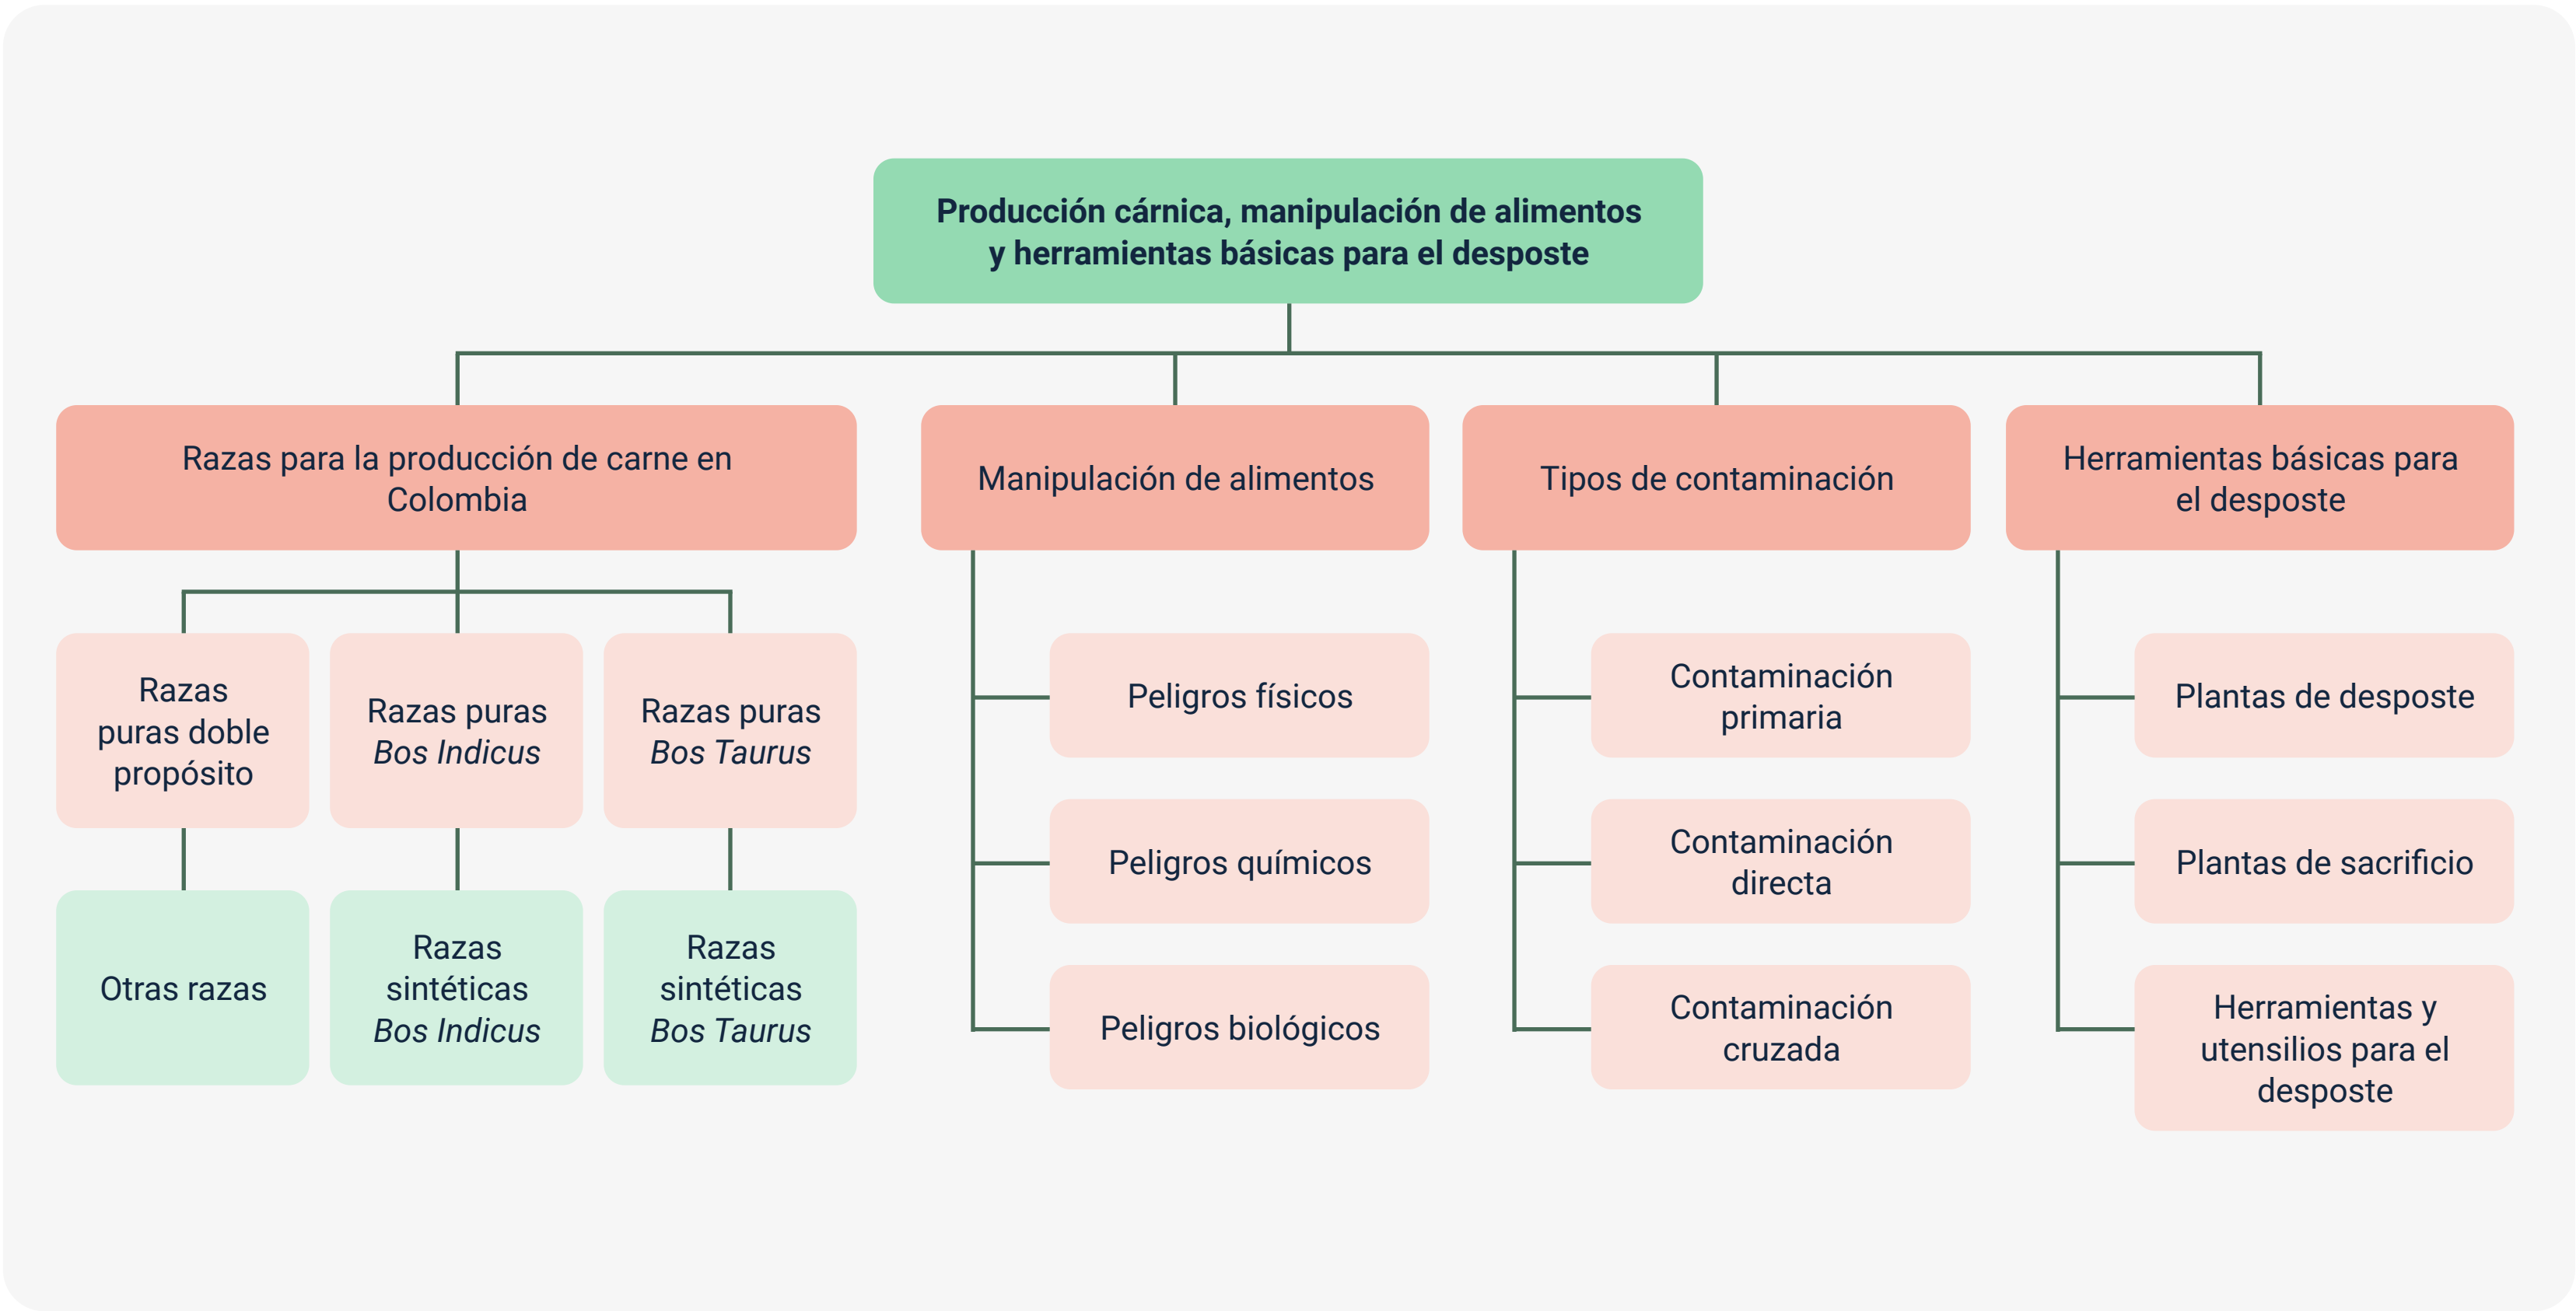 Producción cárnica, manipulación de alimentos
y herramientas básicas para el desposte
Razas para la producción de carne en
Colombia
Razas
puras doble
propósito
Razas puras
Bos Indicus
Razas puras
Bos Taurus
Otras razas
Razas
sintéticas
Bos Indicus
Razas
sintéticas
Bos Taurus
Manipulación de alimentos
Peligros físicos
Peligros químicos
Peligros biológicos
Tipos de contaminación
Contaminación
primaria
Contaminación
directa
Contaminación
cruzada
Herramientas básicas para
el desposte
Plantas de desposte
Plantas de sacrificio
Herramientas y
utensilios para el
desposte